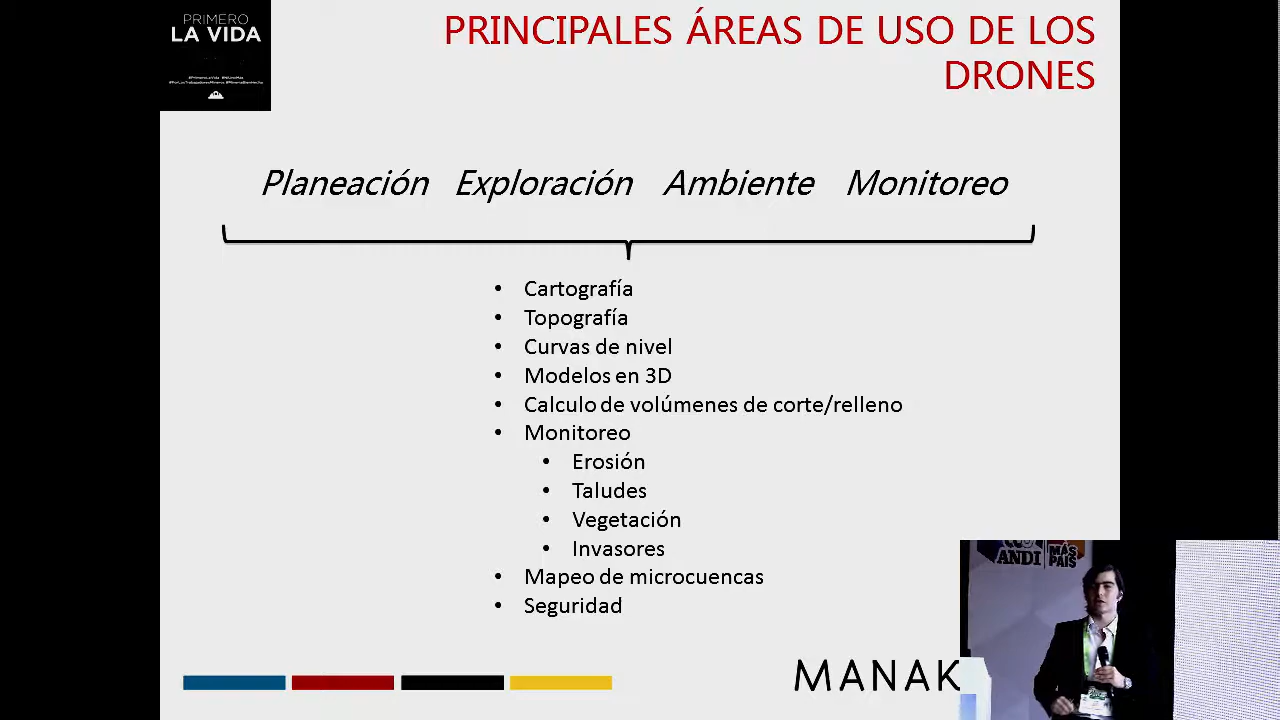 PRIMERO
LA VIDA
PRINCIPALES ÁREAS DE USO DE LOS
DRONES
Planeación Exploración Ambiente Monitoreo
• Cartografía
• Topografía
• Curvas de nivel
• Modelos en 3D
• Calculo de volúmenes de corte/relleno
• Monitoreo
• Erosión
• Taludes
• Vegetación
• Invasores
• Mapeo de microcuencas
• Seguridad
MANAK
ANDI
MÁS
PAÍS